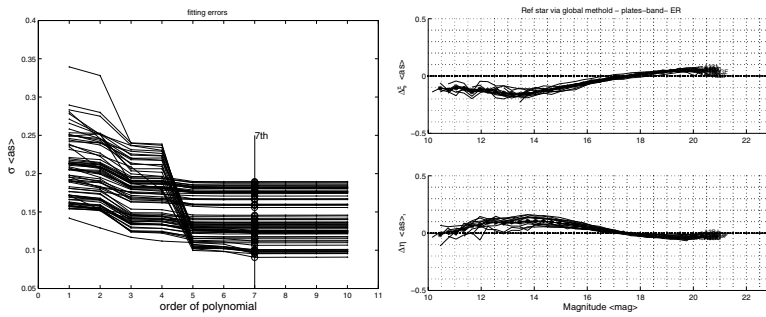 fitting errors
0.4
0.35
0.3
0.25
0.2
0.15
0.1
0.05
σ <as>
7th
0 1 2 3 4 5 6 7 8 9 10 11
order of polynomial
Ref star via global methold − plates−band− ER
0.5
0
−0.5
Δξ <as>
10 12 14 16 18 20 22
0.5
0
−0.5
Δη <as>,
10 12 14 16 18 20 22
Magnitude <mag>